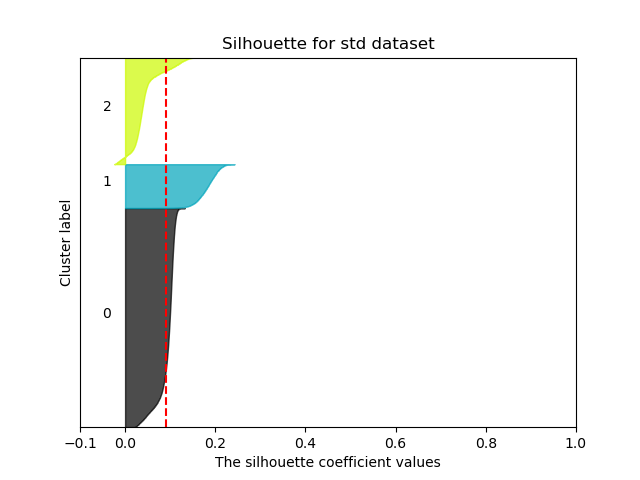 Silhouette for std dataset
Cluster label
2
1
0
−0.1 0.0 0.2 0.4 0.6 0.8 1.0
The silhouette coefficient values